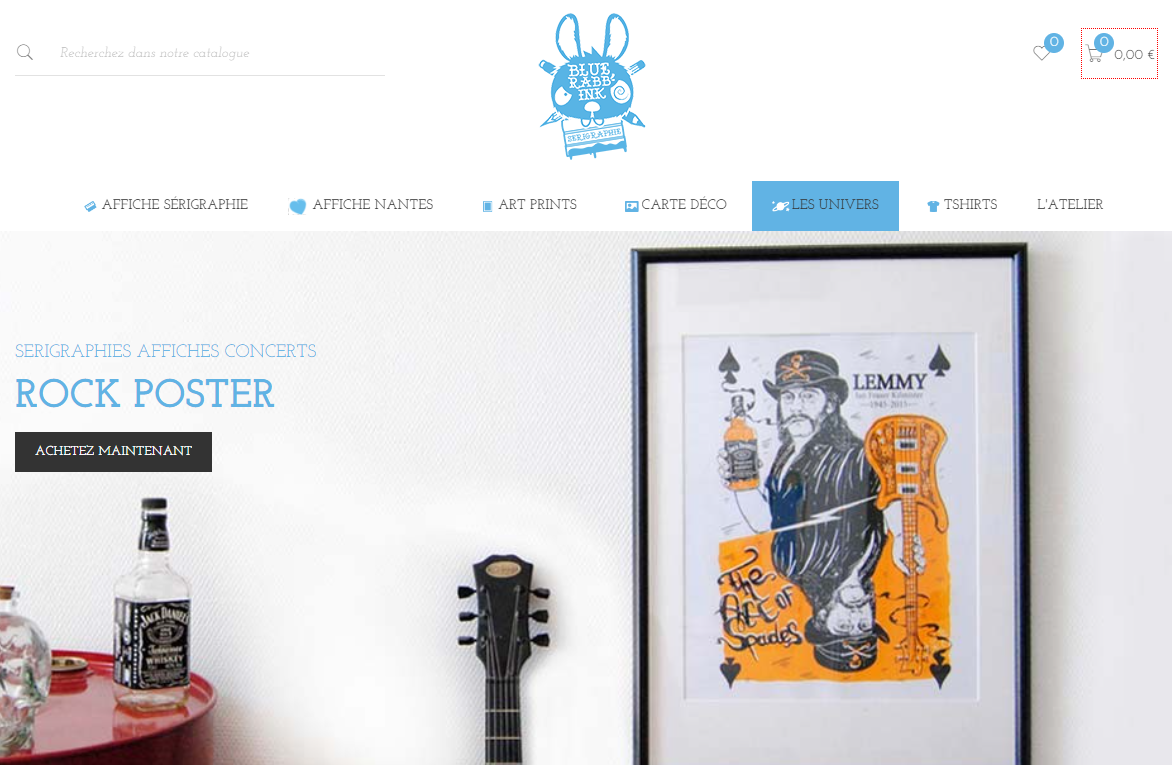 Recherchez dans notre catalogue
BLUE
RABB'
INK
SERIGRAPHIE
0
0
0,00 €
AFFICHE SÉRIGRAPHIE
AFFICHE NANTES
ART PRINTS
CARTE DÉCO
LES UNIVERS
TSHIRTS
L'ATELIER
SERIGRAPHIES AFFICHES CONCERTS
ROCK POSTER
ACHETEZ MAINTENANT
LEMMY
Ian Fraser Kilmister
1945-2015
The
Ace of
Spades
JACK DANIEL'S
Tennessee
WHISKEY